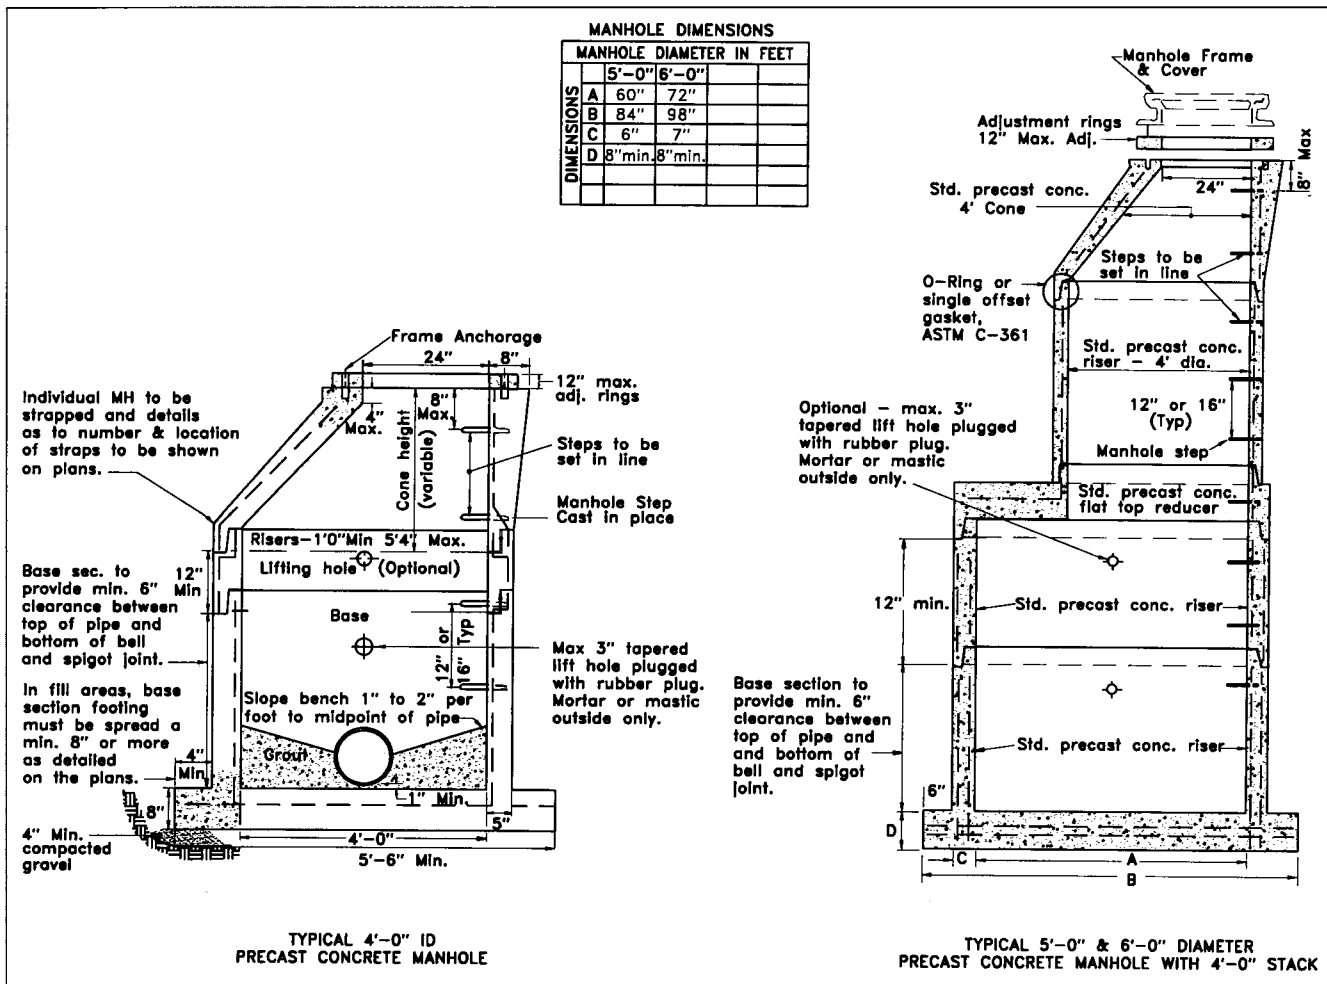 MANHOLE DIMENSIONS
MANHOLE DIAMETER IN FEET
5'-0" 6'-0"
DIMENSIONS
A 60" 72"
B 84" 98"
C 6" 7"
D 8"min. 8"min.
Frame Anchorage
24"
8"
12" max.
adj. rings
8"
Max.
4"
Max.
Cone height
(variable)
Individual MH to be
strapped and details
as to number & location
of straps to be shown
on plans.
Steps to be
set in line
Manhole Step
Cast in place
Risers-1'0"Min 5'4" Max.
Lifting hole (Optional)
12"
Min
Base sec. to
provide min. 6"
clearance between
top of pipe and
bottom of bell
and spigot joint.
Base
12" or
16" Typ
Max 3" tapered
lift hole plugged
with rubber plug.
Mortar or mastic
outside only.
In fill areas, base
section footing
must be spread a
min. 8" or more
as detailed
on the plans.
Slope bench 1" to 2" per
foot to midpoint of pipe
Grout
4"
Min
1" Min.
8"
5"
4" Min.
compacted
gravel
4'-0"
5'-6" Min.
TYPICAL 4'-0" ID
PRECAST CONCRETE MANHOLE
Manhole Frame
& Cover
Adjustment rings
12" Max. Adj.
8" Max
24"
Std. precast conc.
4' Cone
Steps to be
set in line
O-Ring or
single offset
gasket,
ASTM C-361
Std. precast conc.
riser - 4' dia.
12" or 16"
(Typ)
Manhole step
Optional - max. 3"
tapered lift hole plugged
with rubber plug.
Mortar or mastic
outside only.
Std. precast conc.
flat top reducer
12" min.
Std. precast conc. riser
Base section to
provide min. 6"
clearance between
top of pipe and
and bottom of
bell and spigot
joint.
Std. precast conc. riser
6"
D
C
A
B
TYPICAL 5'-0" & 6'-0" DIAMETER
PRECAST CONCRETE MANHOLE WITH 4'-0" STACK